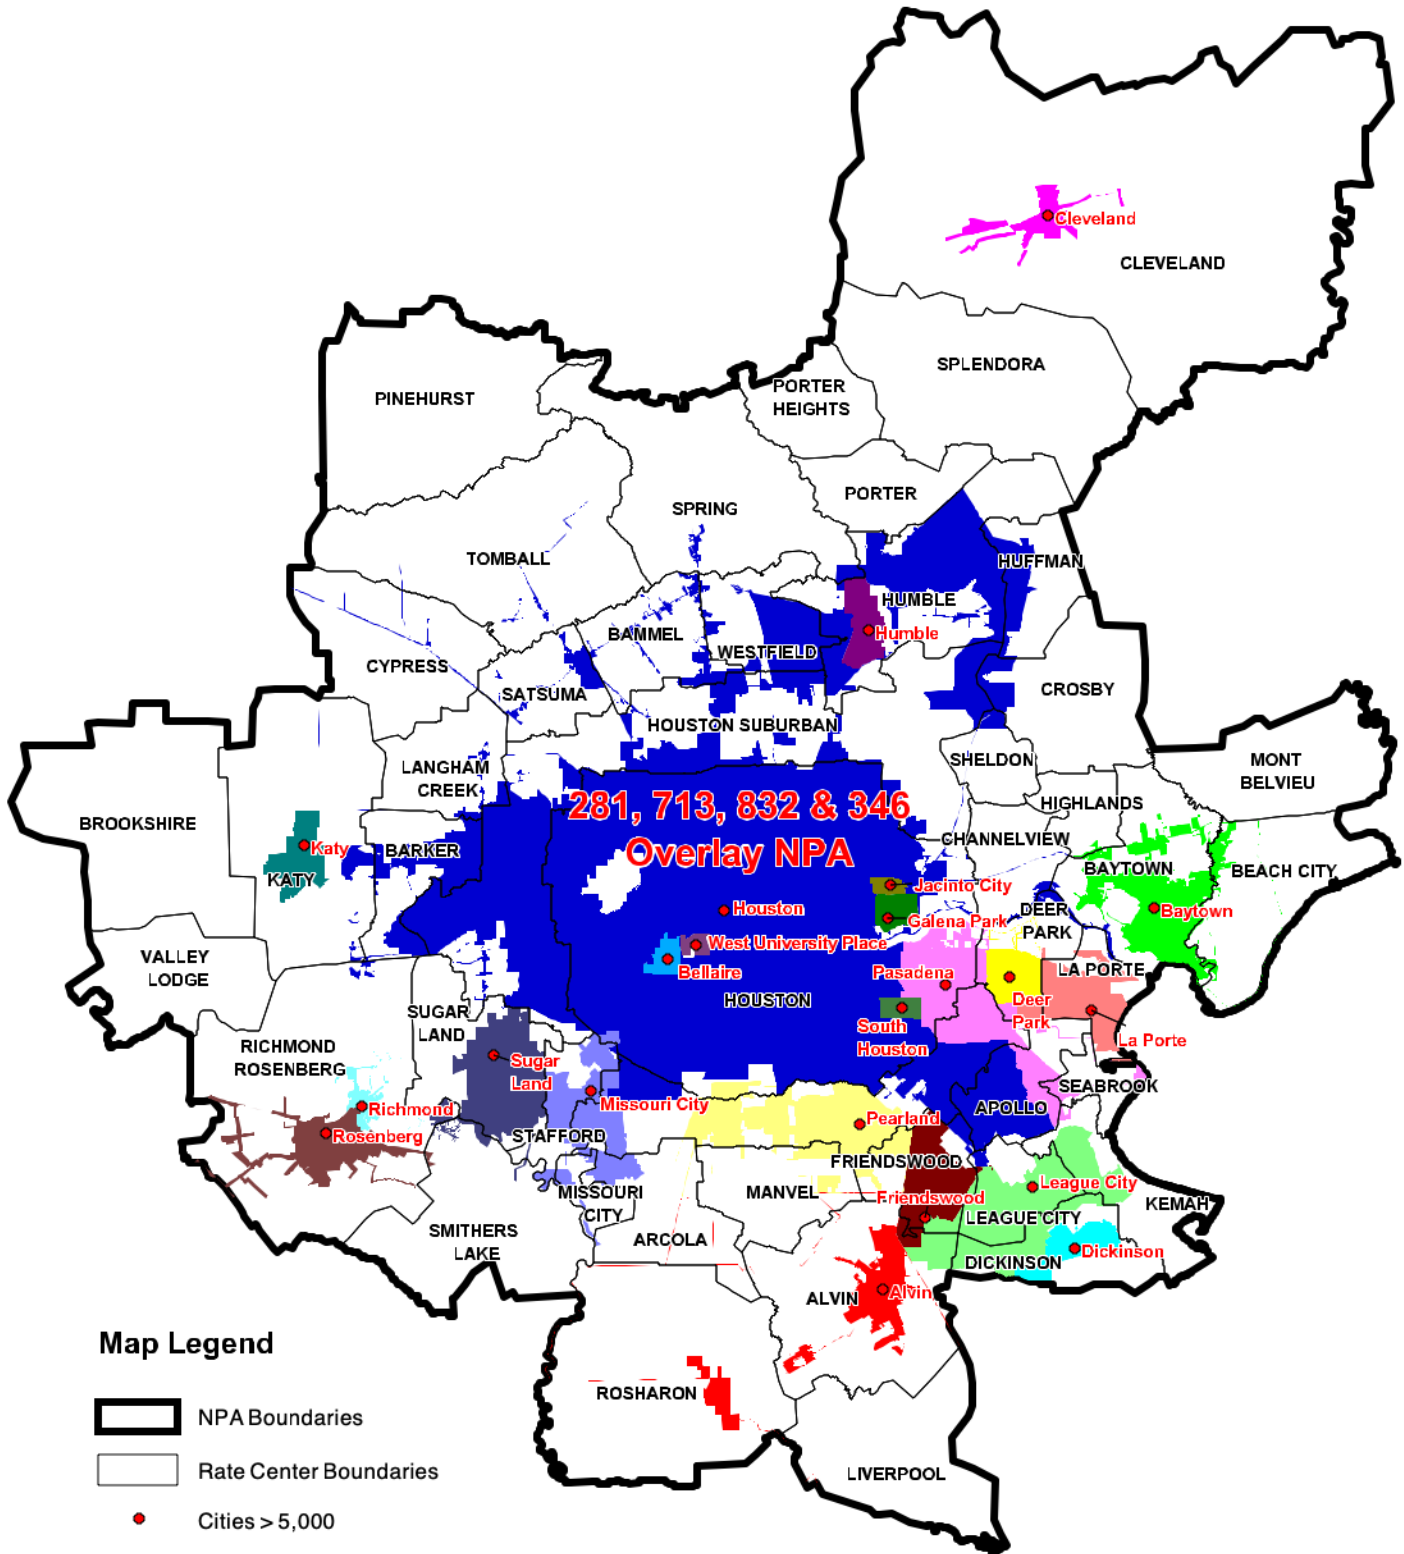 Cleveland
CLEVELAND
SPLENDORA
PORTER
HEIGHTS
PINEHURST
PORTER
SPRING
TOMBALL
HUFFMAN
HUMBLE
Humble
BAMMEL
WESTFIELD
CYPRESS
SATSUMA
CROSBY
HOUSTON SUBURBAN
SHELDON
MONT
BELVIEU
LANGHAM
CREEK
281, 713, 832 & 346
Overlay NPA
HIGHLANDS
BROOKSHIRE
CHANNELVIEW
Katy
BARKER
KATY
BAYTOWN
BEACH CITY
Jacinto City
Houston
Galena Park
DEER
PARK
Baytown
West University Place
Bellaire
VALLEY
LODGE
Pasadena
LA PORTE
HOUSTON
Deer
Park
SUGAR
LAND
South
Houston
La Porte
RICHMOND
ROSENBERG
Sugar
Land
SEABROOK
Missouri City
APOLLO
Richmond
Pearland
Rosenberg
STAFFORD
FRIENDSWOOD
MISSOURI
CITY
MANVEL
Friendswood
League City
KEMAH
LEAGUE CITY
SMITHERS
LAKE
ARCOLA
Dickinson
DICKINSON
ALVIN
Alvin
ROSHARON
LIVERPOOL
Map Legend
NPA Boundaries
Rate Center Boundaries
Cities > 5,000